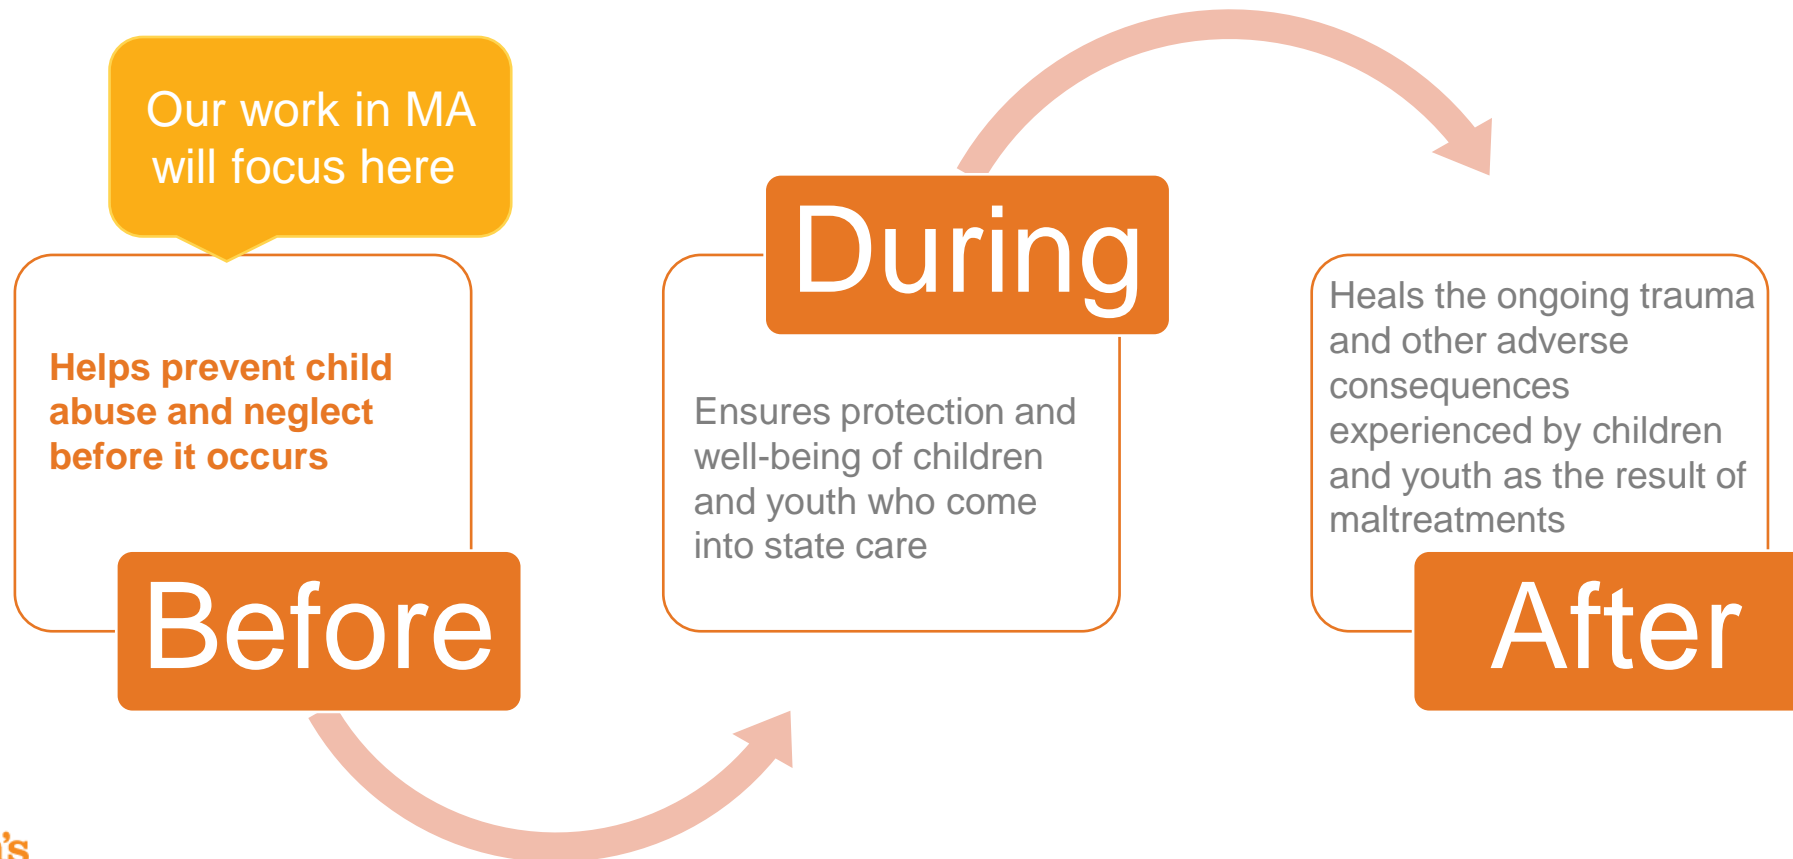 Our work in MA
will focus here
Helps prevent child
abuse and neglect
before it occurs
Before
During
Ensures protection and
well-being of children
and youth who come
into state care
Heals the ongoing trauma
and other adverse
consequences
experienced by children
and youth as the result of
maltreatments
After